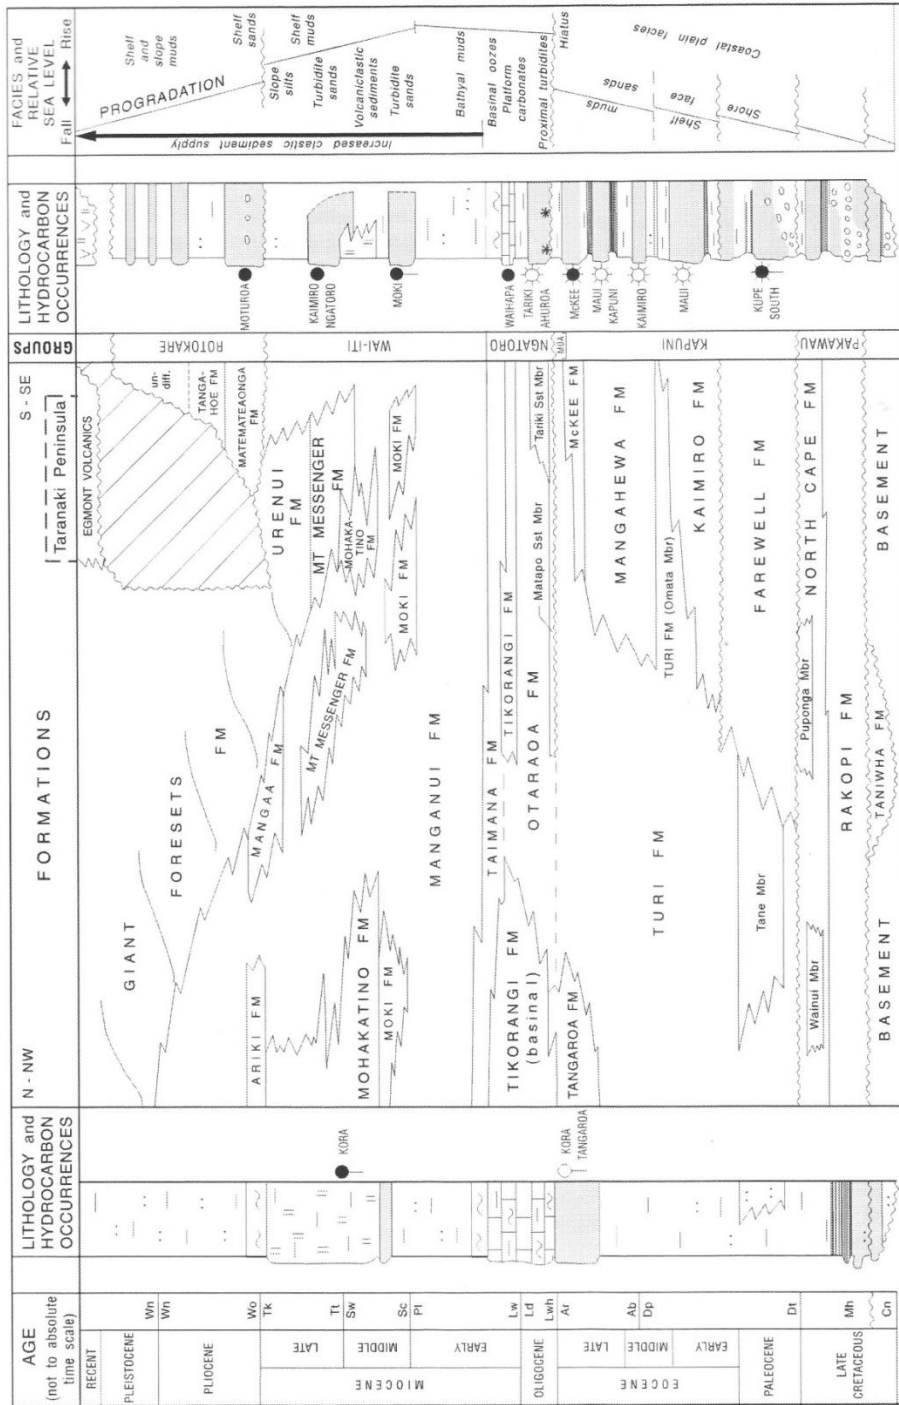 AGE
(not to absolute
time scale)
RECENT
PLEISTOCENE
PLIOCENE
MIOCENE
LATE
MIDDLE
EARLY
OLIGOCENE
EOCENE
LATE
MIDDLE
EARLY
PALEOCENE
LATE
CRETACEOUS
Wn
Wn
Wo
Tk
Tt
Sw
Sc
Pl
Lw
Ld
Lwh
Ar
Ab
Dp
Dt
Mh
Cn
LITHOLOGY and
HYDROCARBON
OCCURRENCES
KORA
KORA
TANGAROA
FORMATIONS
N - NW
S - SE
Taranaki Peninsula
EGMONT VOLCANICS
GIANT
FORESETS
FM
un-
diff.
TANGA-
HOE FM
MATEMATEAONGA
FM
ARIKI FM
MANGAA FM
URENUI
FM
MOHAKATINO FM
MT MESSENGER FM
MT MESSENGER
FM
MOHAKA-
TINO
FM
MOKI FM
MOKI FM
MOKI FM
MANGANUI FM
TAIMANA FM
TIKORANGI FM
(basinal)
TIKORANGI FM
OTARAOA FM
Matapo Sst Mbr
Tariki Sst Mbr
TANGAROA FM
McKEE FM
MANGAHEWA FM
TURI FM (Omata Mbr)
KAIMIRO FM
TURI FM
Tane Mbr
FAREWELL FM
Wainui Mbr
Puponga Mbr
NORTH CAPE FM
RAKOPI FM
TANIWHA FM
BASEMENT
BASEMENT
GROUPS
ROTOKARE
WAI-ITI
NGATORO
MOA
KAPUNI
PAKAWAU
LITHOLOGY and
HYDROCARBON
OCCURRENCES
MOTUROA
KAIMIRO
NGATORO
MOKI
WAIHAPA
TARIKI
AHUROA
McKEE
MAUI
KAPUNI
KAIMIRO
MAUI
KUPE
SOUTH
FACIES and
RELATIVE
SEA LEVEL
Fall
Rise
Shelf
and
slope
muds
PROGRADATION
Shelf
sands
Slope
silts
Shelf
muds
Turbidite
sands
Volcaniclastic
sediments
Turbidite
sands
Bathyal muds
Increased clastic sediment supply
Basinal oozes
Platform
carbonates
Proximal turbidites
Hiatus
Shelf
muds
Shore
face
sands
Coastal plain facies